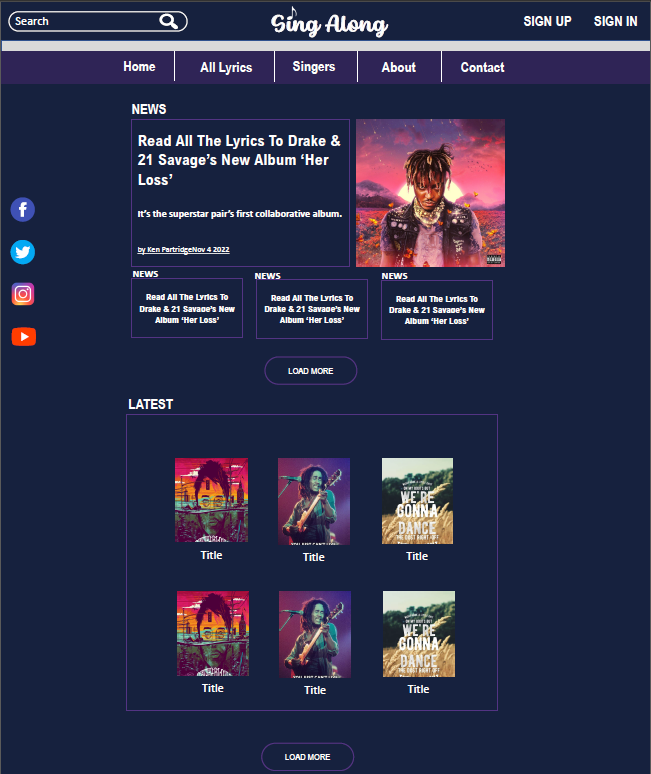 Search
Sing Along
SIGN UP
SIGN IN
Home
All Lyrics
Singers
About
Contact
NEWS
Read All The Lyrics To Drake &
21 Savage’s New Album ‘Her
Loss’
It’s the superstar pair’s first collaborative album.
by Ken PartridgeNov 4 2022
NEWS
Read All The Lyrics To
Drake & 21 Savage’s New
Album ‘Her Loss’
NEWS
Read All The Lyrics To
Drake & 21 Savage’s New
Album ‘Her Loss’
NEWS
Read All The Lyrics To
Drake & 21 Savage’s New
Album ‘Her Loss’
LOAD MORE
LATEST
Title
Title
WE'RE
GONNA
DANCE
Title
Title
Title
WE'RE
GONNA
DANCE
Title
LOAD MORE